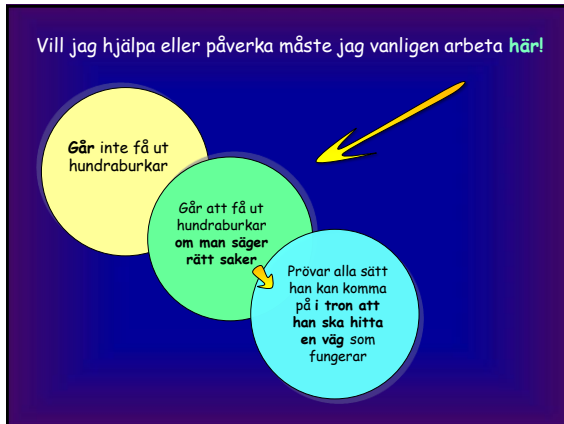 Vill jag hjälpa eller påverka måste jag vanligen arbeta här!
Går inte få ut
hundraburkar
Går att få ut
hundraburkar
om man säger
rätt saker
Prövar alla sätt
han kan komma
på i tron att
han ska hitta
en väg som
fungerar